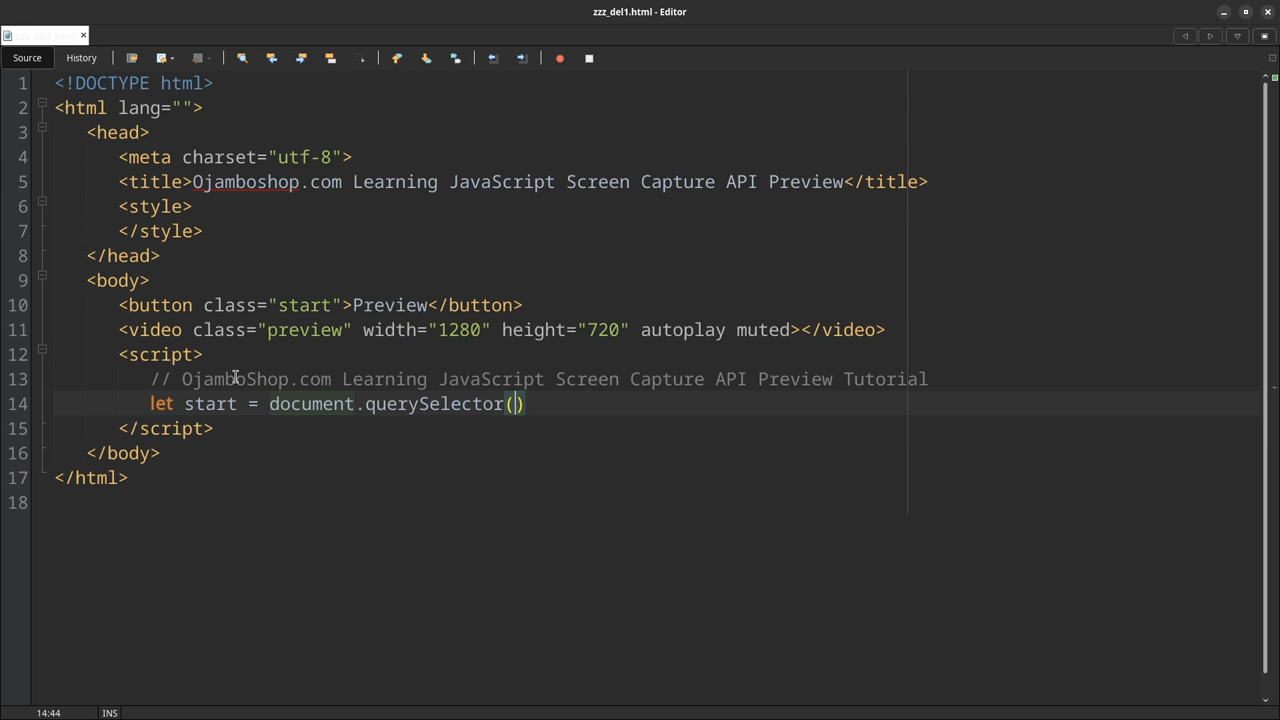 zzz_del1.html - Editor
Source History
1 <!DOCTYPE html>
2 <html lang="">
3 <head>
4 <meta charset="utf-8">
5 <title>Ojamboshop.com Learning JavaScript Screen Capture API Preview</title>
6 <style>
7 </style>
8 </head>
9 <body>
10 <button class="start">Preview</button>
11 <video class="preview" width="1280" height="720" autoplay muted></video>
12 <script>
13 // OjamboShop.com Learning JavaScript Screen Capture API Preview Tutorial
14 let start = document.querySelector()
15 </script>
16 </body>
17 </html>
18
14:44 INS